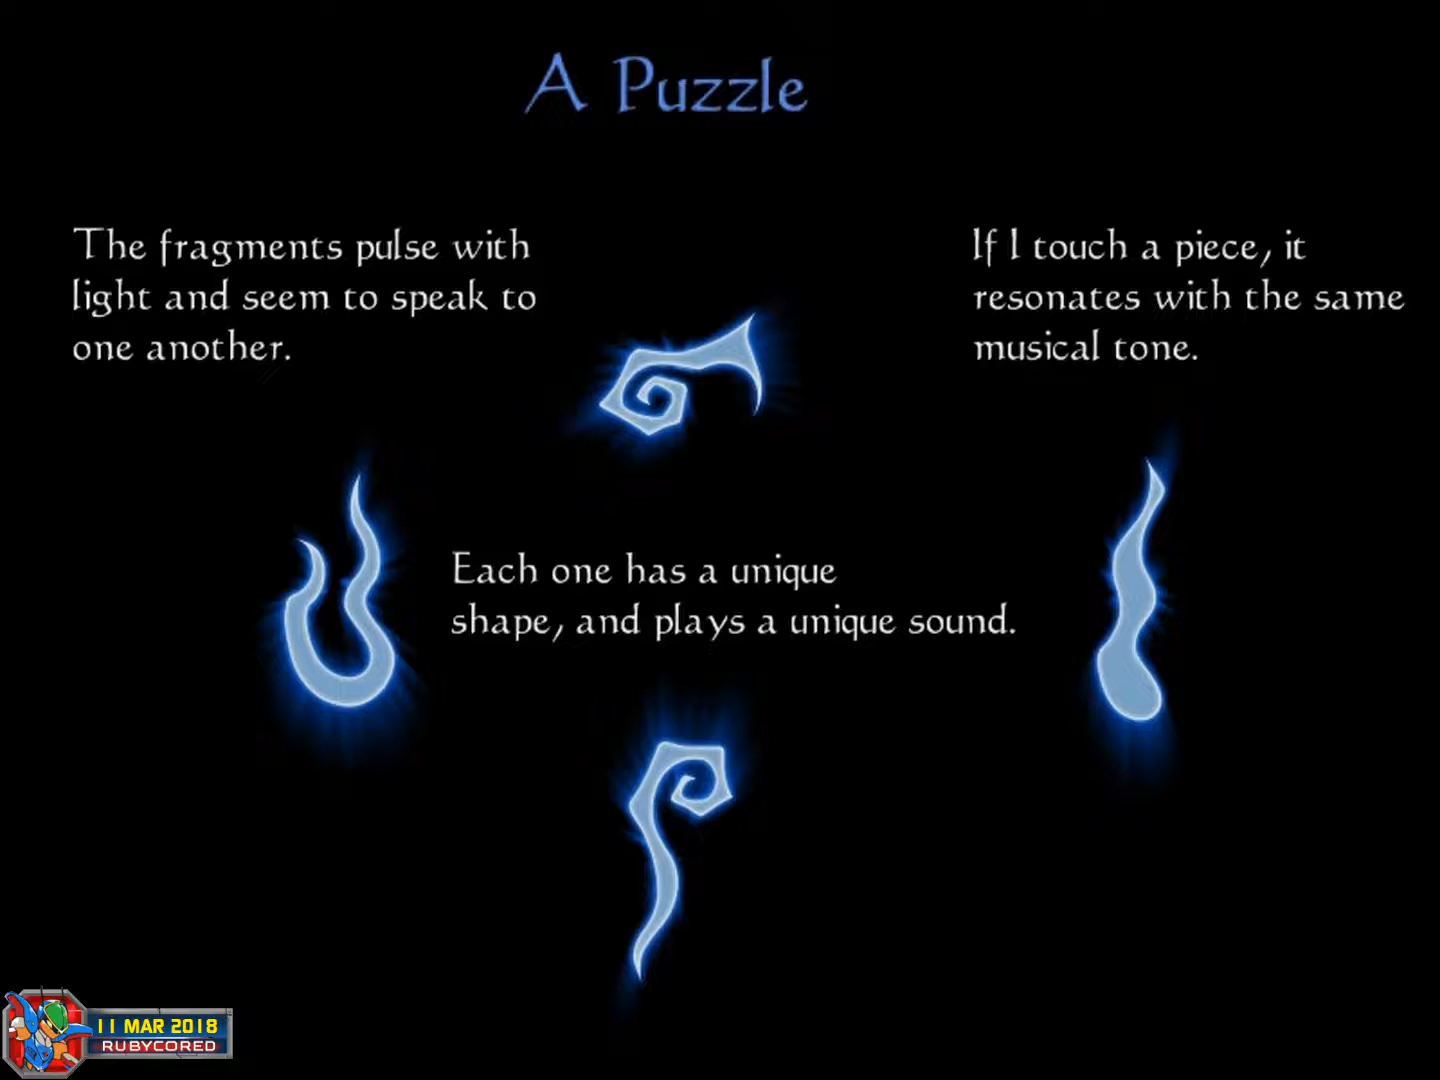 A Puzzle
The fragments pulse with
light and seem to speak to
one another.
If I touch a piece, it
resonates with the same
musical tone.
Each one has a unique
shape, and plays a unique sound.
11 MAR 2018
RUBYCORED